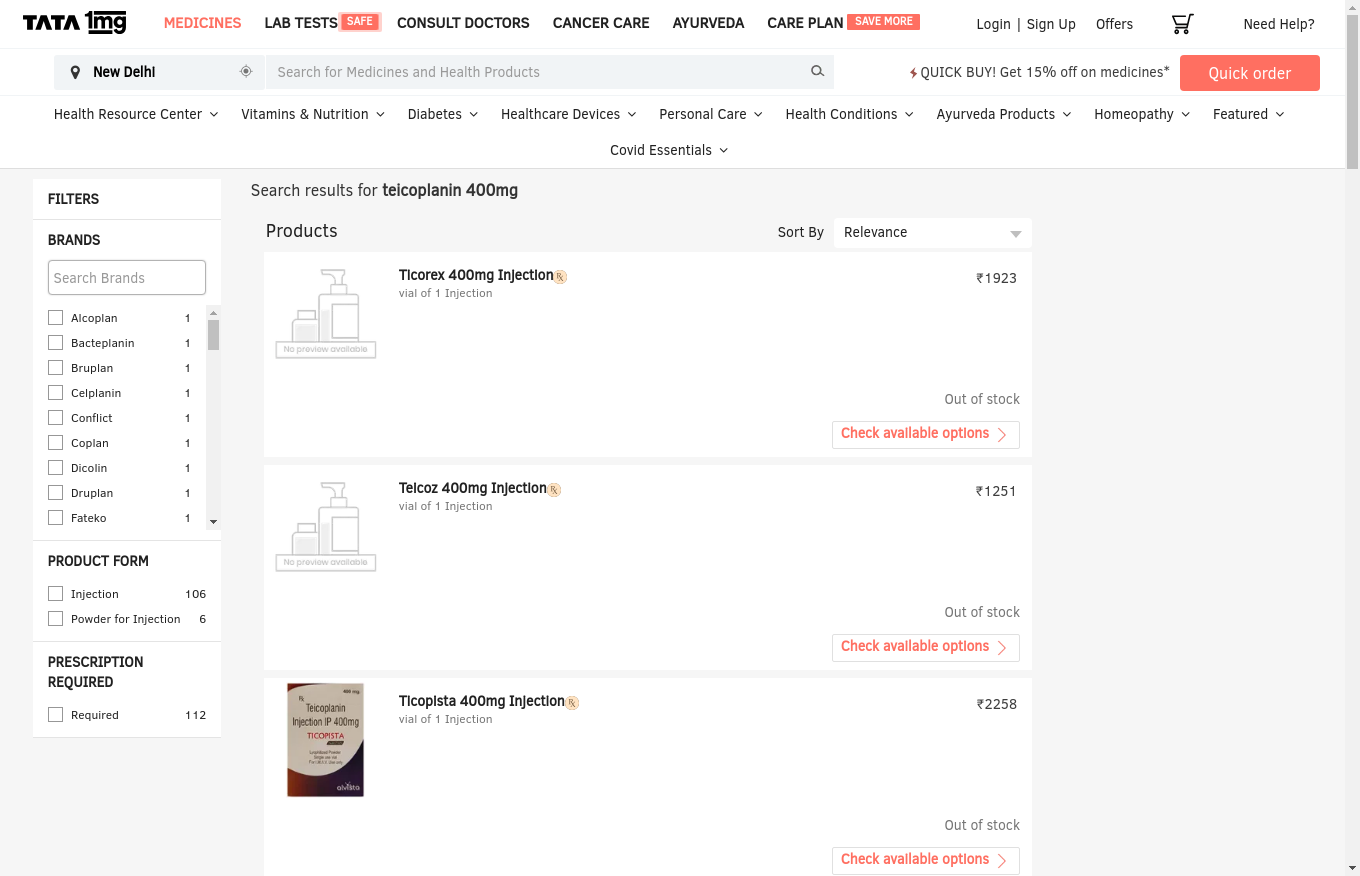 TATA 1mg
MEDICINES
LAB TESTS SAFE
CONSULT DOCTORS
CANCER CARE
AYURVEDA
CARE PLAN SAVE MORE
Login | Sign Up
Offers
Need Help?
New Delhi
Search for Medicines and Health Products
QUICK BUY! Get 15% off on medicines*
Quick order
Health Resource Center
Vitamins & Nutrition
Diabetes
Healthcare Devices
Personal Care
Health Conditions
Ayurveda Products
Homeopathy
Featured
Covid Essentials
FILTERS
BRANDS
Search Brands
Alcoplan 1
Bacteplanin 1
Bruplan 1
Celplanin 1
Conflict 1
Coplan 1
Dicolin 1
Druplan 1
Fateko 1
PRODUCT FORM
Injection 106
Powder for Injection 6
PRESCRIPTION
REQUIRED
Required 112
Search results for teicoplanin 400mg
Products
Sort By
Relevance
Ticorex 400mg Injection
Rx
vial of 1 Injection
₹1923
No preview available
Out of stock
Check available options
Teicoz 400mg Injection
Rx
vial of 1 Injection
₹1251
No preview available
Out of stock
Check available options
Ticopista 400mg Injection
Rx
vial of 1 Injection
₹2258
400 mg
Rx
Teicoplanin
Injection IP 400mg
TICOPISTA
alvista
Out of stock
Check available options